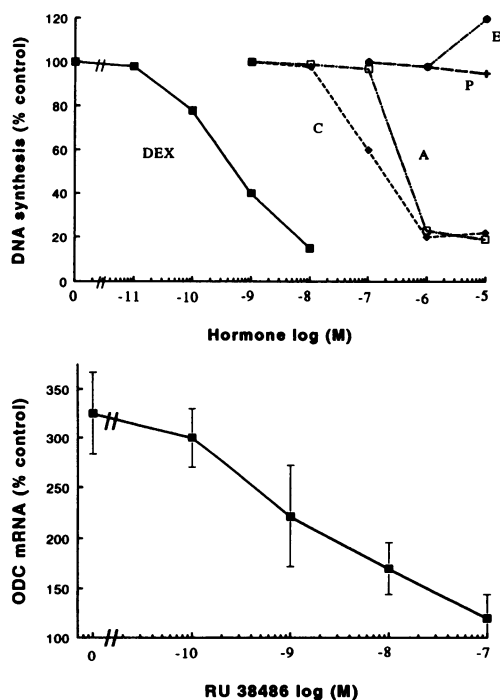 120
100
80
60
40
20
0
DNA synthesis (% control)
E
P
C
A
DEX
0 -11 -10 -9 -8 -7 -6 -5
Hormone log (M)
350
300
250
200
150
100
ODC mRNA (% control)
0 -10 -9 -8 -7
RU 38486 log (M)